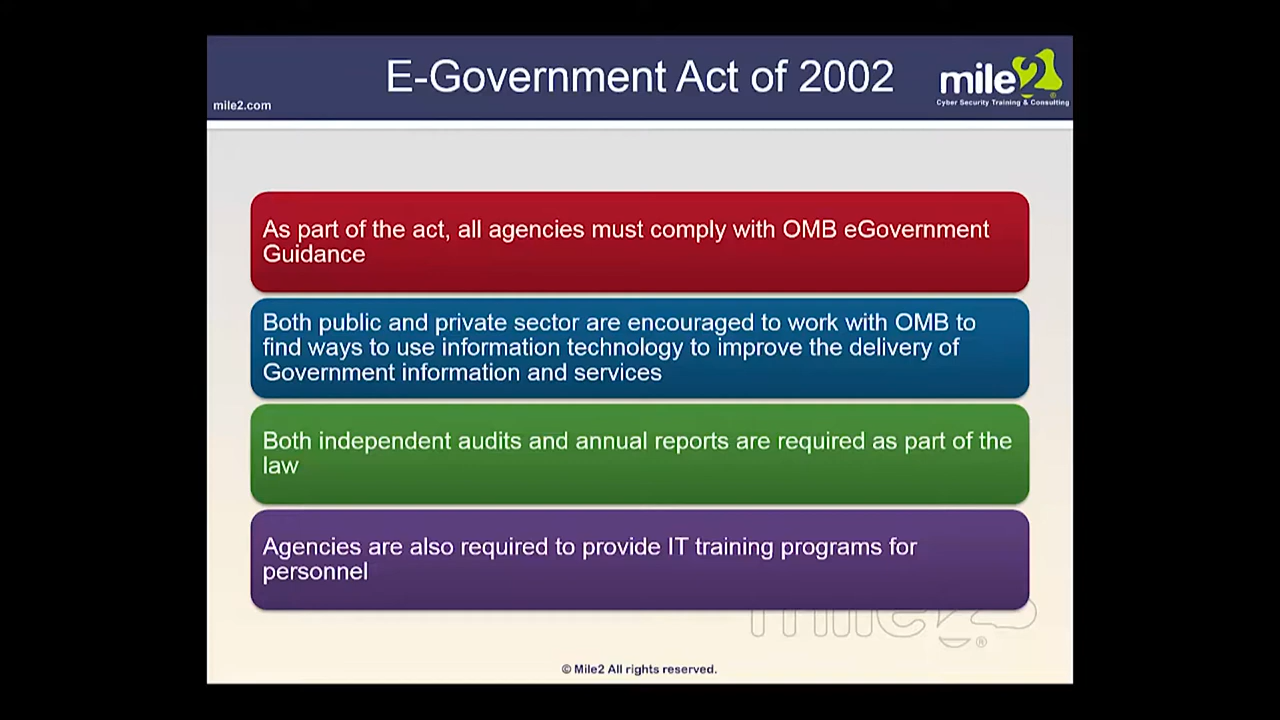 E-Government Act of 2002
mile2
Cyber Security Training & Consulting
mile2.com
As part of the act, all agencies must comply with OMB eGovernment
Guidance
Both public and private sector are encouraged to work with OMB to
find ways to use information technology to improve the delivery of
Government information and services
Both independent audits and annual reports are required as part of the
law
Agencies are also required to provide IT training programs for
personnel
mile2®
© Mile2 All rights reserved.